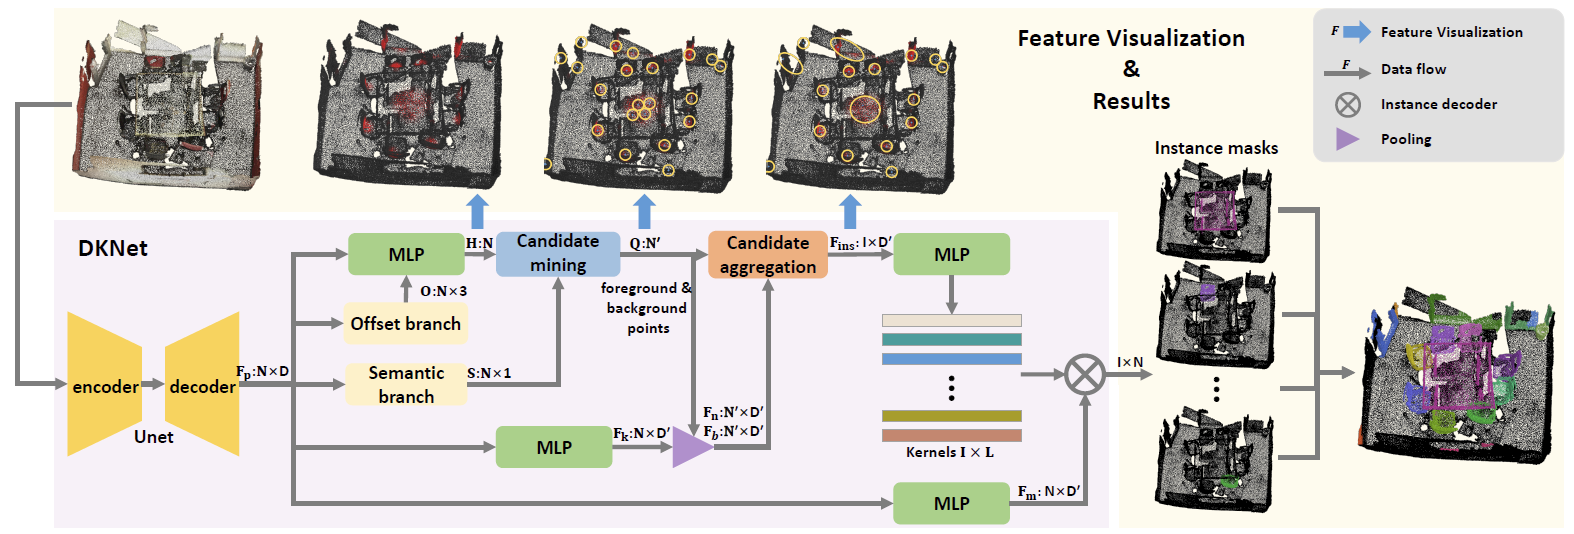 Feature Visualization
&
Results
F Feature Visualization
F Data flow
Instance decoder
Pooling
Instance masks
DKNet
MLP
H:N
Candidate
mining
Q:N′
Candidate
aggregation
F_ins: I×D′
MLP
O:N×3
foreground &
background
points
Offset branch
encoder
decoder
Unet
F_p:N×D
Semantic
branch
S:N×1
I×N
MLP
F_k:N×D′
F_n:N′×D′
F_b:N′×D′
Kernels I × L
MLP
F_m: N×D′